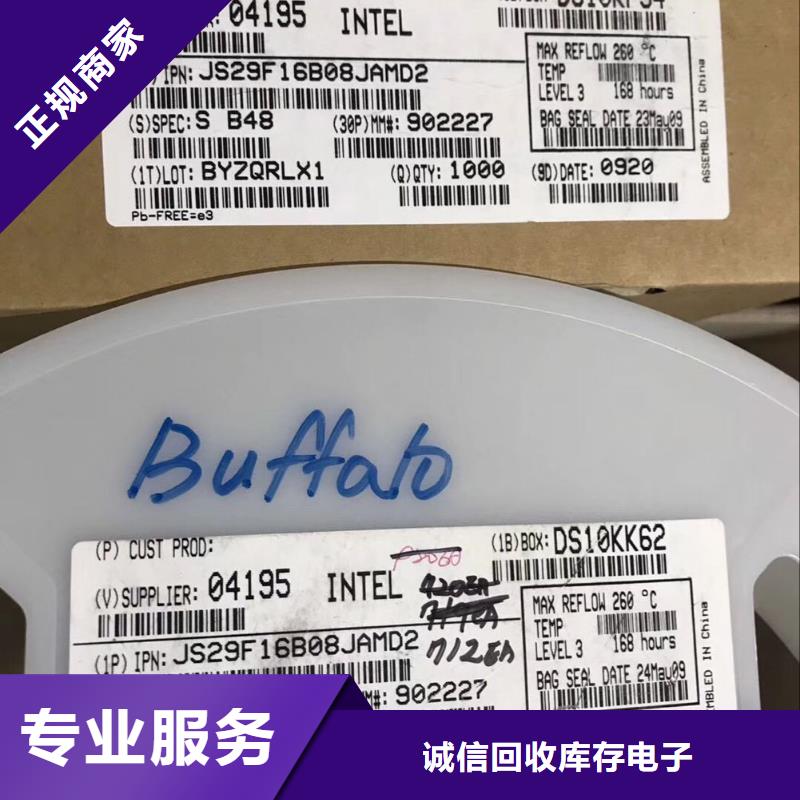 正规商家
04195 INTEL
IPN: JS29F16B08JAMD2
(S)SPEC: S B48 (30P)MM#: 902227
(1T)LOT: BYZQRLX1 (Q)QTY: 1000 (9D)DATE: 0920
Pb-FREE=e3
MAX REFLOW 260 °C
TEMP
LEVEL 3 168 hours
BAG SEAL DATE 23May09
ASSEMBLED IN China
Buffalo
(P) CUST PROD: (1B)BOX: DS10KK62
(V)SUPPLIER: 04195 INTEL
(1P) IPN: JS29F16B08JAMD2 712EA
MM#: 902227
MAX REFLOW 260 °C
TEMP
LEVEL 3 168 hours
BAG SEAL DATE 24May09
IN China
专业服务
诚信回收库存电子